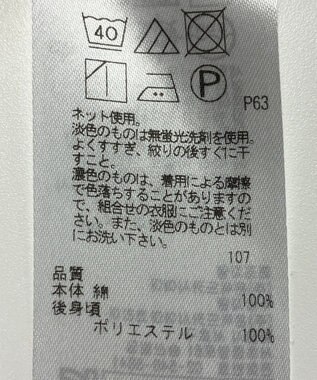 40
P
P63
ネット使用。
淡色のものは無蛍光洗剤を使用。
よくすすぎ、絞りの後すぐに干
すこと。
濃色のものは、着用による摩擦
で色落ちすることがありますの
で、組合せの衣服にご注意くだ
さい。また、淡色のものとは別
にお洗い下さい。
107
品質
本体 綿 100%
後身頃
ポリエステル 100%